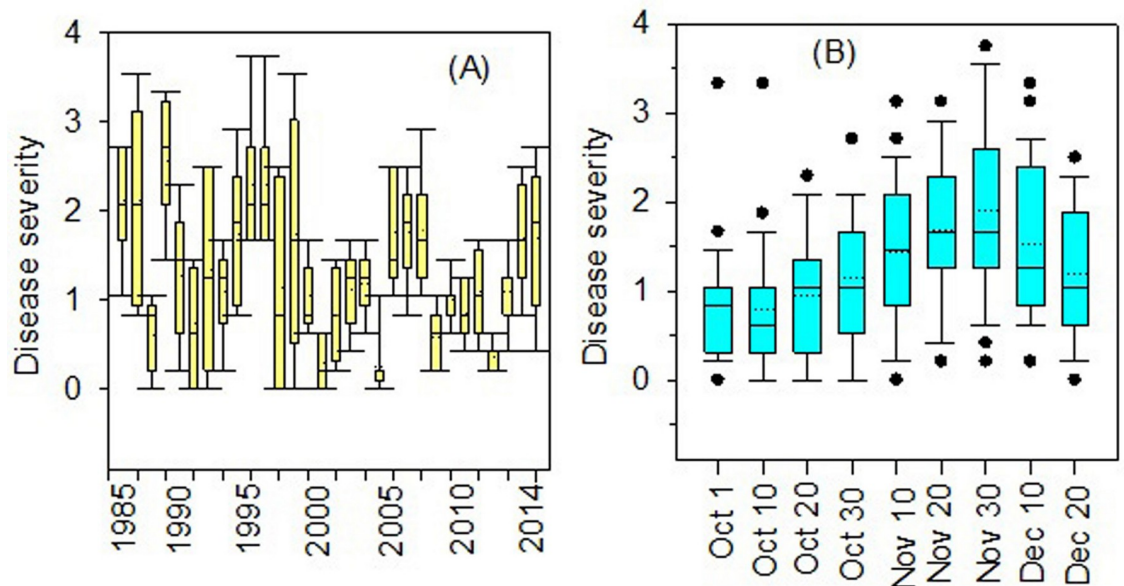 (A)
Disease severity
4
3
2
1
0
1985
1990
1995
2000
2005
2010
2014
(B)
Disease severity
4
3
2
1
0
Oct 1
Oct 10
Oct 20
Oct 30
Nov 10
Nov 20
Nov 30
Dec 10
Dec 20